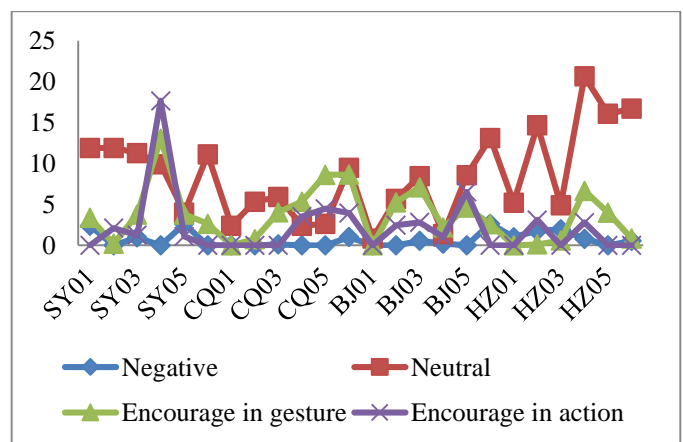 25
20
15
10
5
0
SY01 SY03 SY05 CQ01 CQ03 CQ05 BJ01 BJ03 BJ05 HZ01 HZ03 HZ05
Negative Neutral
Encourage in gesture Encourage in action